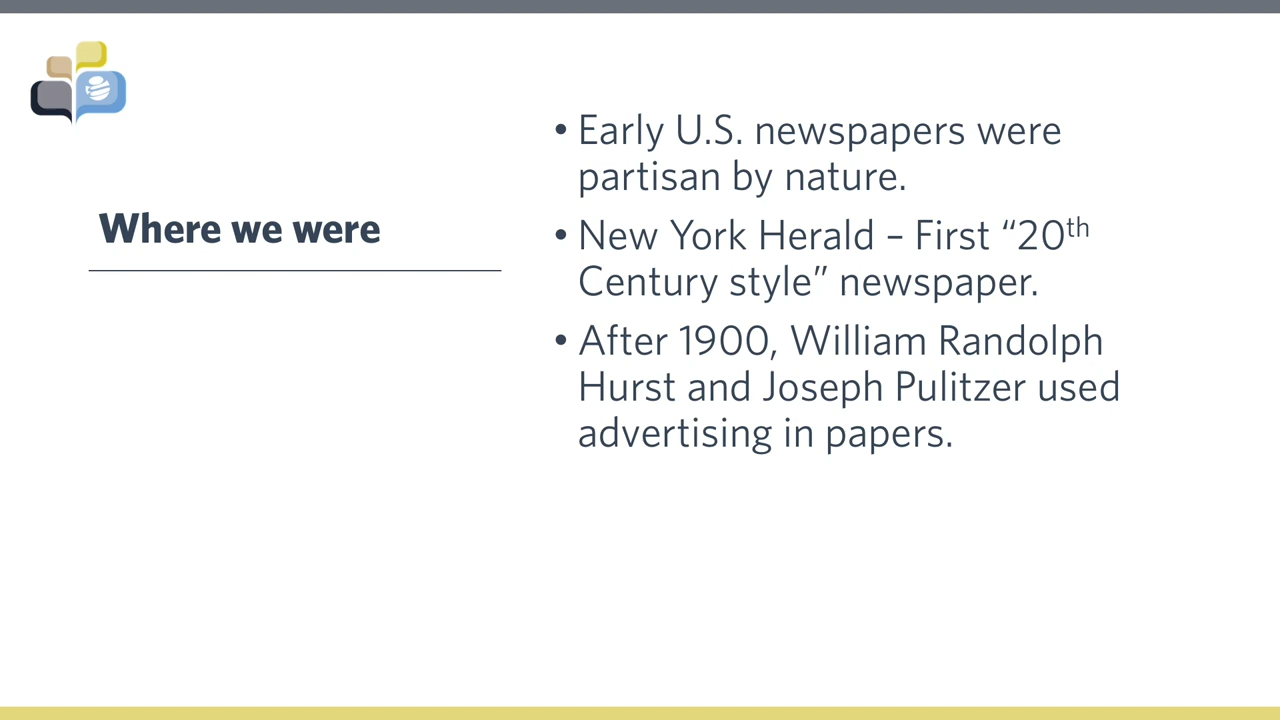 Where we were
• Early U.S. newspapers were
partisan by nature.
• New York Herald – First “20th
Century style” newspaper.
• After 1900, William Randolph
Hurst and Joseph Pulitzer used
advertising in papers.